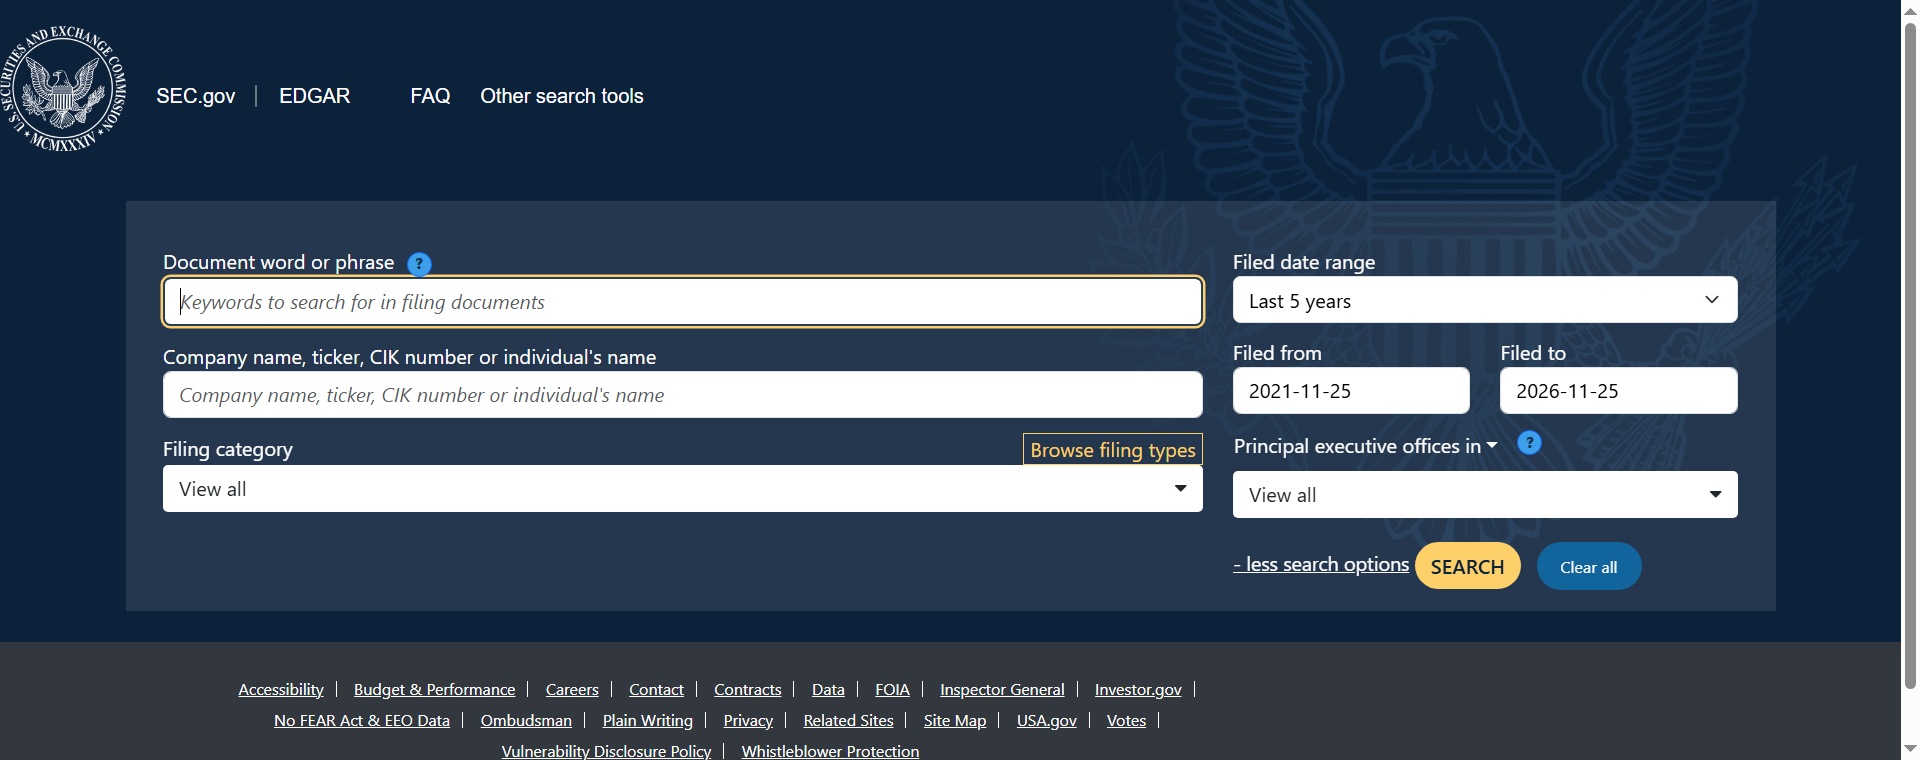 U.S. SECURITIES AND EXCHANGE COMMISSION
MCMXXXIV
SEC.gov
EDGAR
FAQ
Other search tools
Document word or phrase ?
Keywords to search for in filing documents
Company name, ticker, CIK number or individual's name
Company name, ticker, CIK number or individual's name
Filing category
Browse filing types
View all
Filed date range
Last 5 years
Filed from
Filed to
2021-11-25
2026-11-25
Principal executive offices in ?
View all
- less search options
SEARCH
Clear all
Accessibility | Budget & Performance | Careers | Contact | Contracts | Data | FOIA | Inspector General | Investor.gov |
No FEAR Act & EEO Data | Ombudsman | Plain Writing | Privacy | Related Sites | Site Map | USA.gov | Votes |
Vulnerability Disclosure Policy | Whistleblower Protection